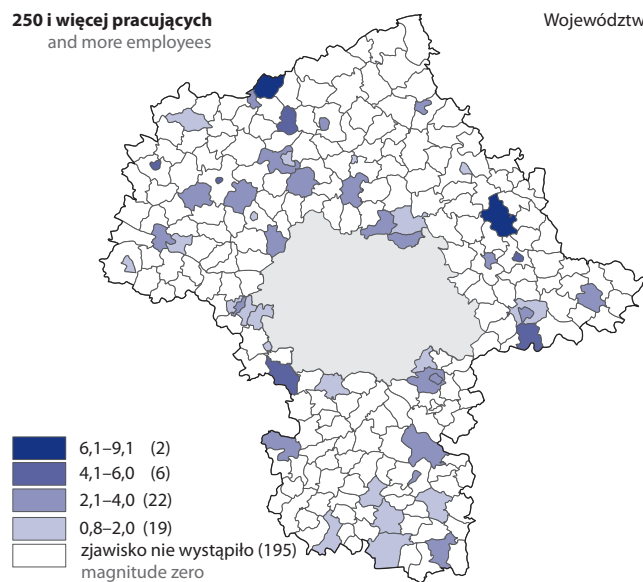 250 i więcej pracujących
and more employees
Województw
6,1–9,1 (2)
4,1–6,0 (6)
2,1–4,0 (22)
0,8–2,0 (19)
zjawisko nie wystąpiło (195)
magnitude zero